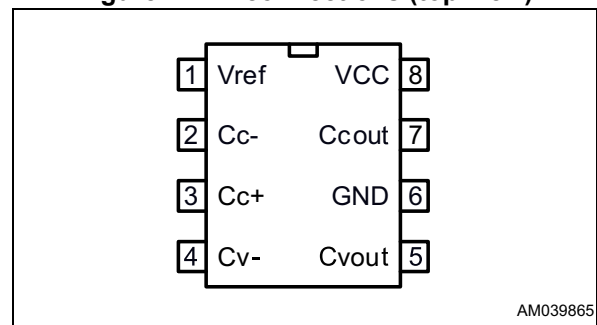 1 Vref VCC 8
2 Cc- Ccout 7
3 Cc+ GND 6
4 Cv- Cvout 5
AM039865